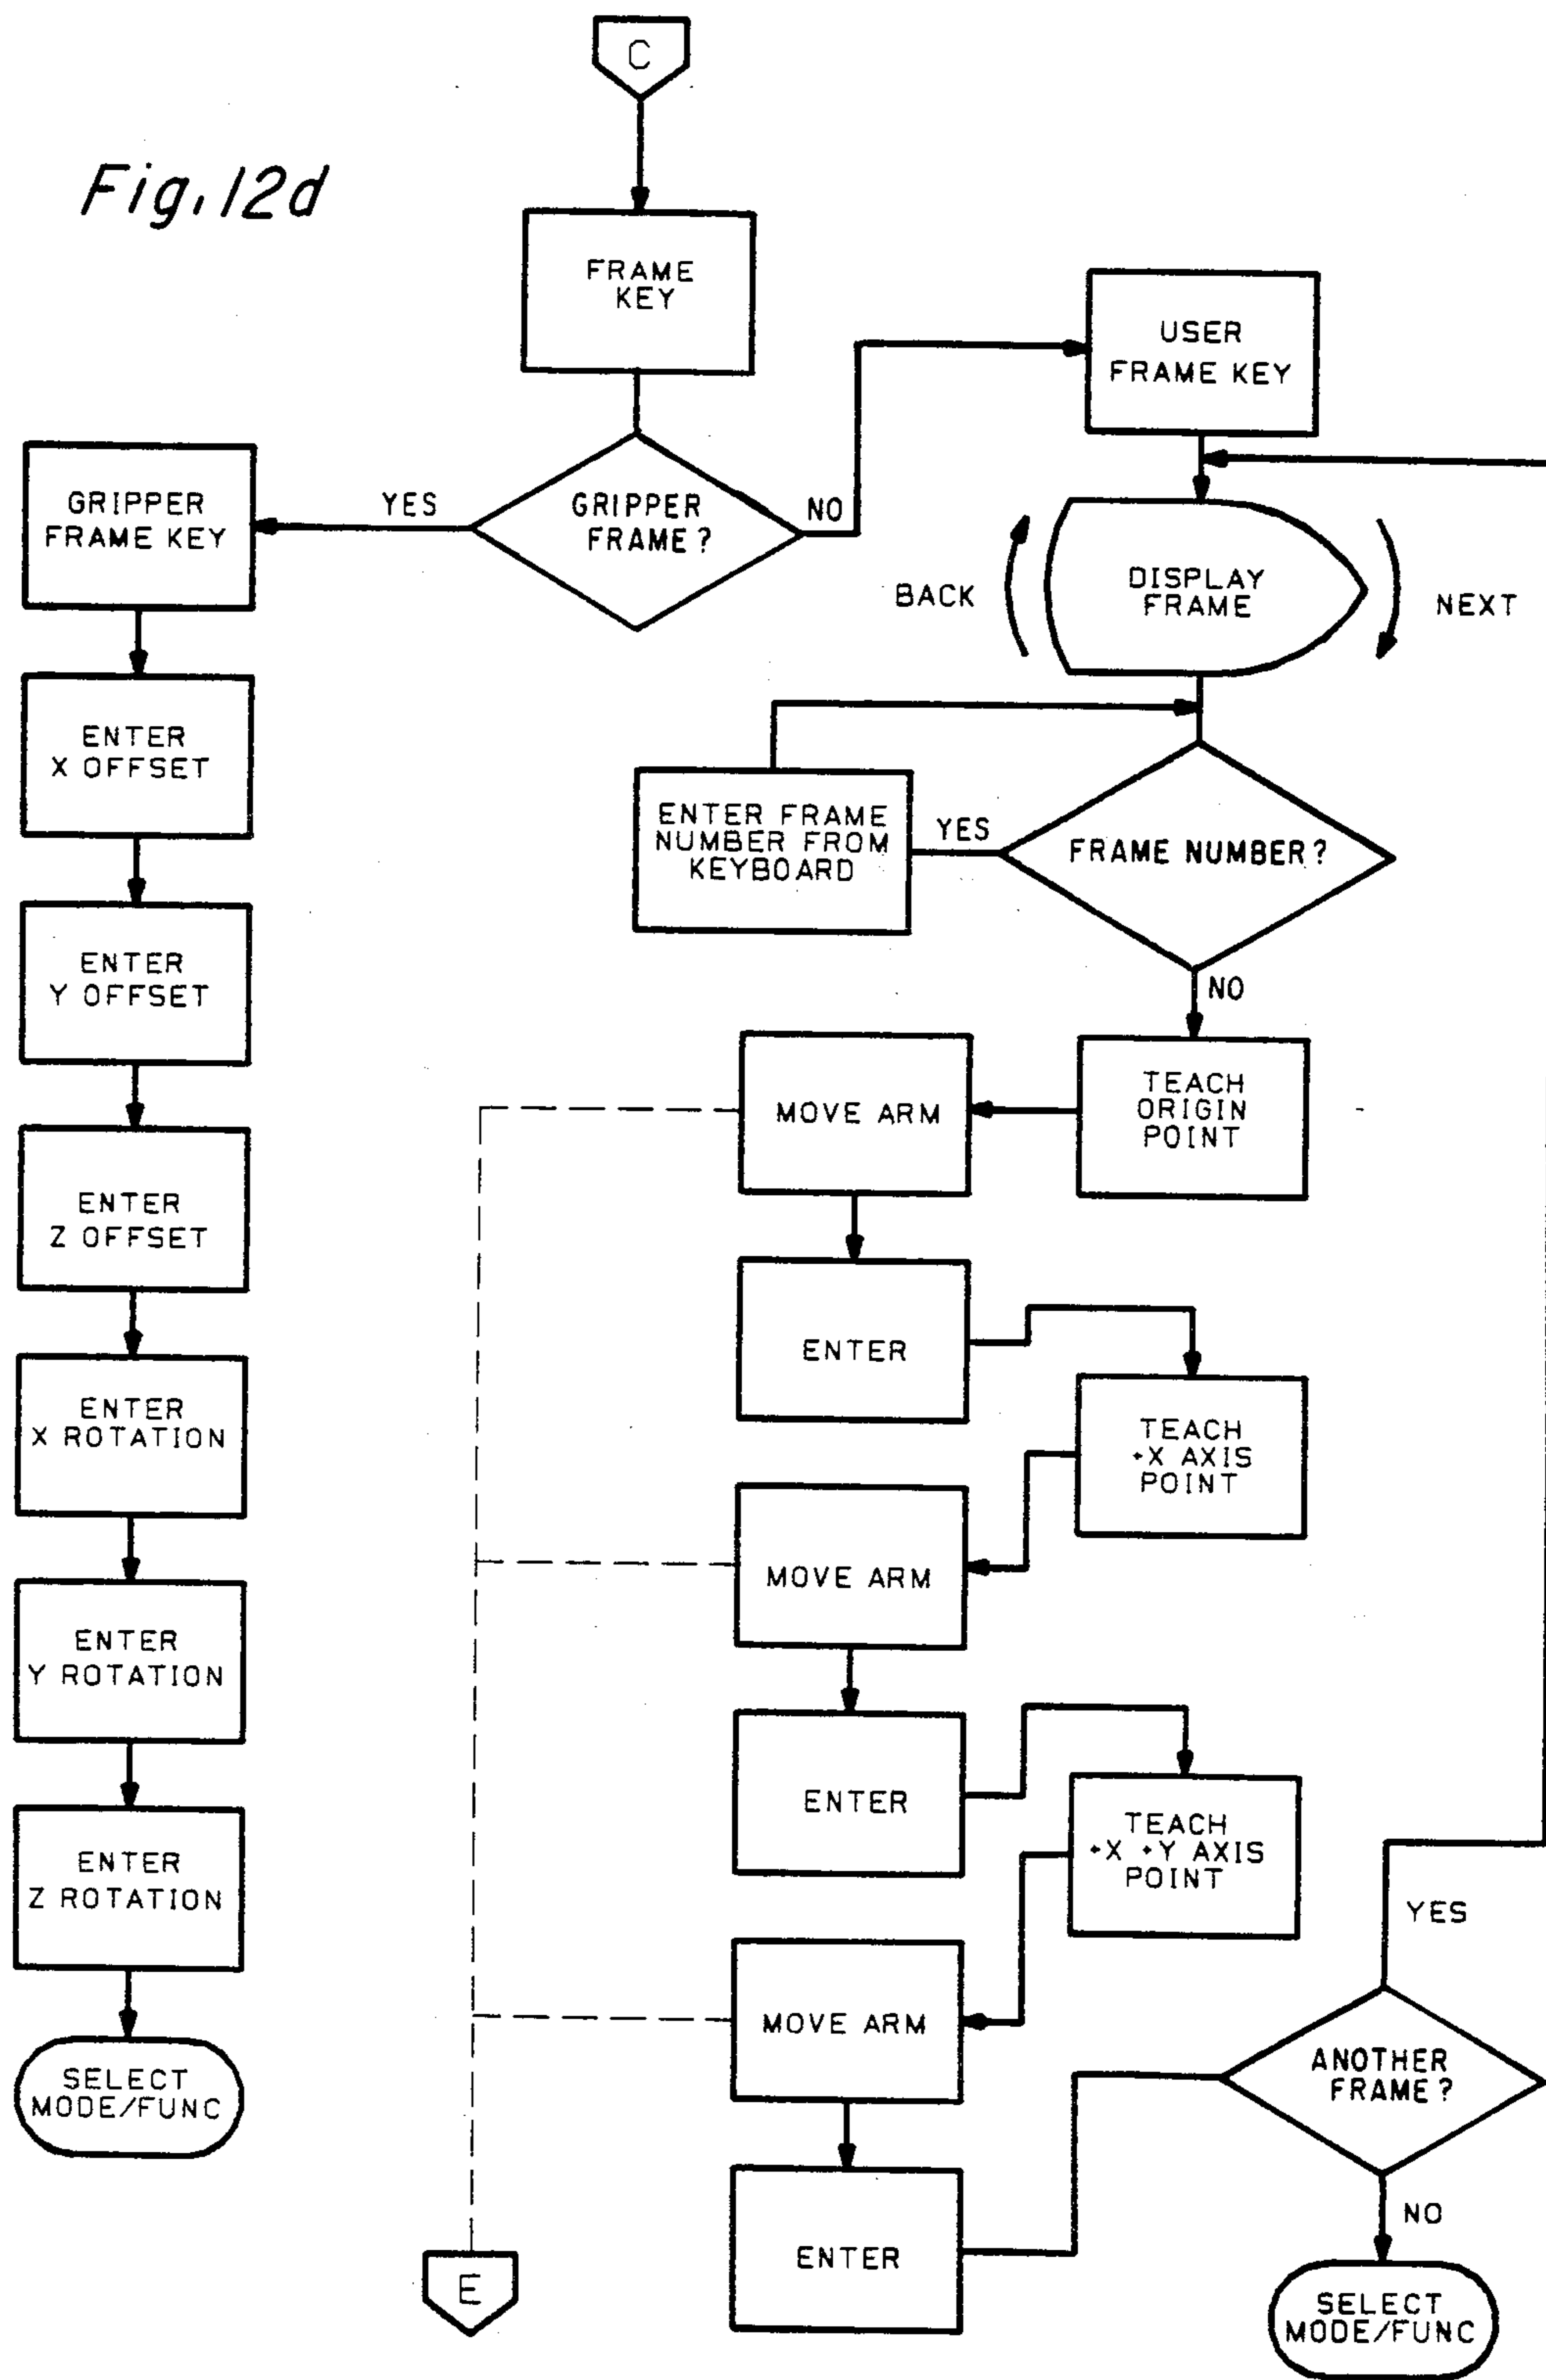 C
Fig. 12d
FRAME
KEY
USER
FRAME KEY
GRIPPER
FRAME KEY
YES
GRIPPER
FRAME?
NO
BACK
DISPLAY
FRAME
NEXT
ENTER
X OFFSET
ENTER FRAME
NUMBER FROM
KEYBOARD
YES
FRAME NUMBER?
ENTER
Y OFFSET
NO
MOVE ARM
TEACH
ORIGIN
POINT
ENTER
Z OFFSET
ENTER
ENTER
X ROTATION
TEACH
+X AXIS
POINT
MOVE ARM
ENTER
Y ROTATION
ENTER
TEACH
+X +Y AXIS
POINT
ENTER
Z ROTATION
YES
MOVE ARM
SELECT
MODE/FUNC
ANOTHER
FRAME?
NO
ENTER
E
SELECT
MODE/FUNC